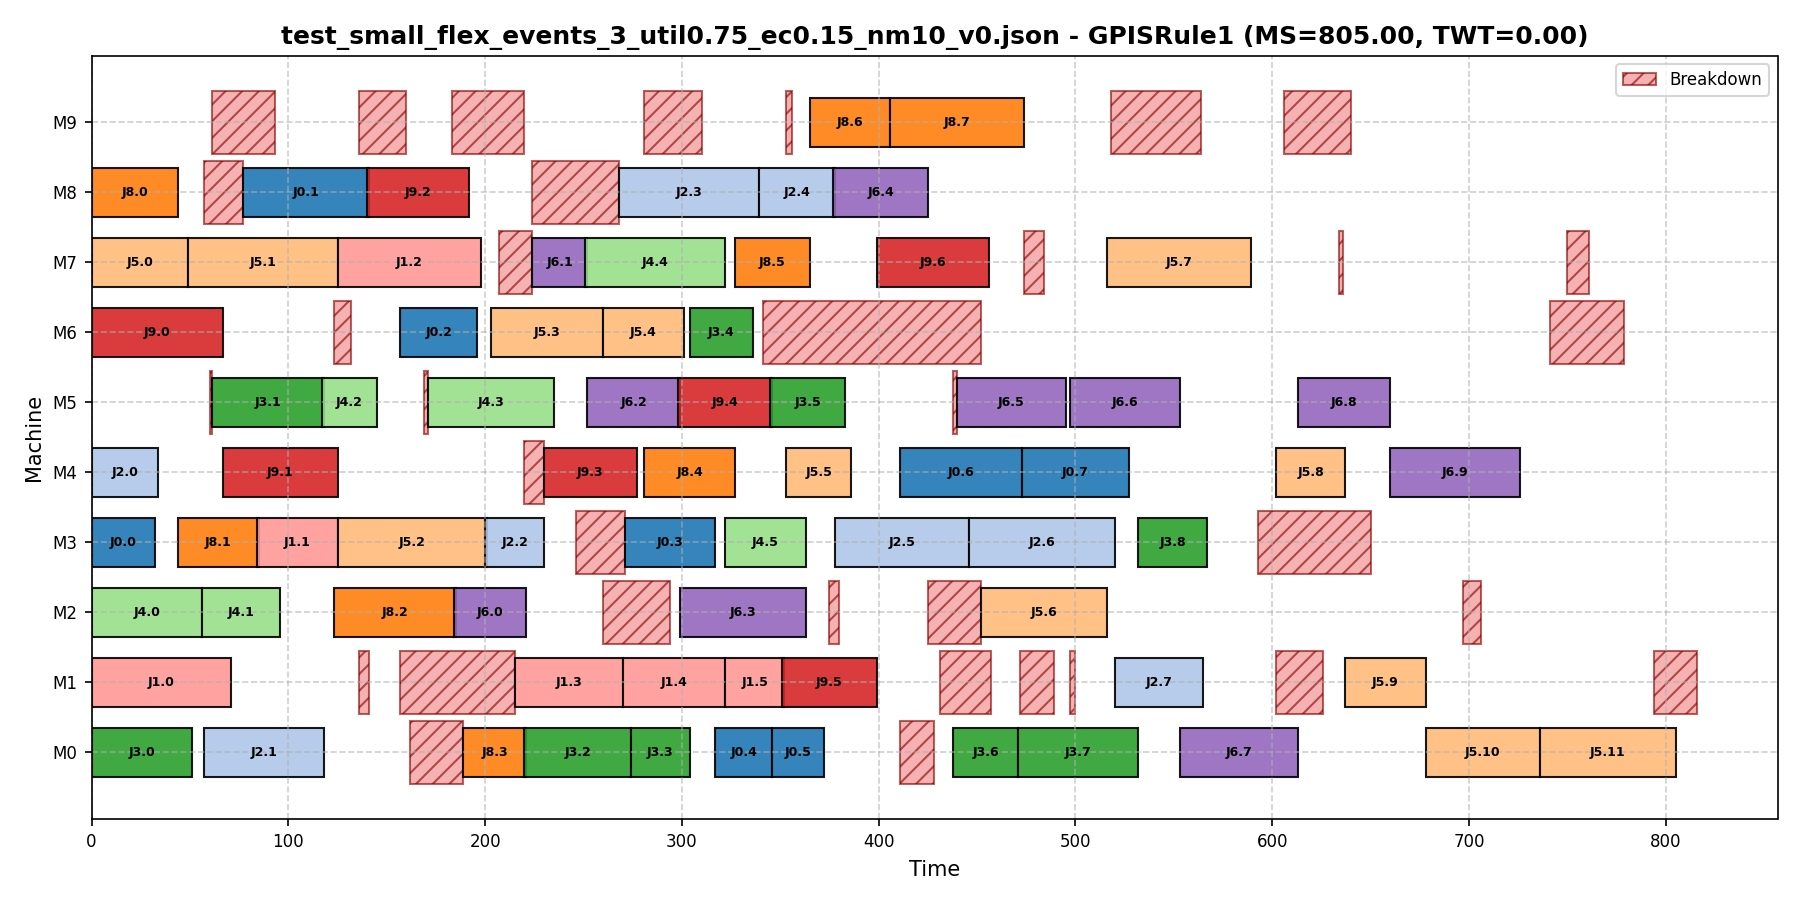 test_small_flex_events_3_util0.75_ec0.15_nm10_v0.json - GPISRule1 (MS=805.00, TWT=0.00)
Breakdown
M9 J8.6 J8.7
M8 J8.0 J0.1 J9.2 J2.3 J2.4 J6.4
M7 J5.0 J5.1 J1.2 J6.1 J4.4 J8.5 J9.6 J5.7
M6 J9.0 J0.2 J5.3 J5.4 J3.4
M5 J3.1 J4.2 J4.3 J6.2 J9.4 J3.5 J6.5 J6.6 J6.8
M4 J2.0 J9.1 J9.3 J8.4 J5.5 J0.6 J0.7 J5.8 J6.9
M3 J0.0 J8.1 J1.1 J5.2 J2.2 J0.3 J4.5 J2.5 J2.6 J3.8
M2 J4.0 J4.1 J8.2 J6.0 J6.3 J5.6
M1 J1.0 J1.3 J1.4 J1.5 J9.5 J2.7 J5.9
M0 J3.0 J2.1 J8.3 J3.2 J3.3 J0.4 J0.5 J3.6 J3.7 J6.7 J5.10 J5.11
Machine
0 100 200 300 400 500 600 700 800
Time